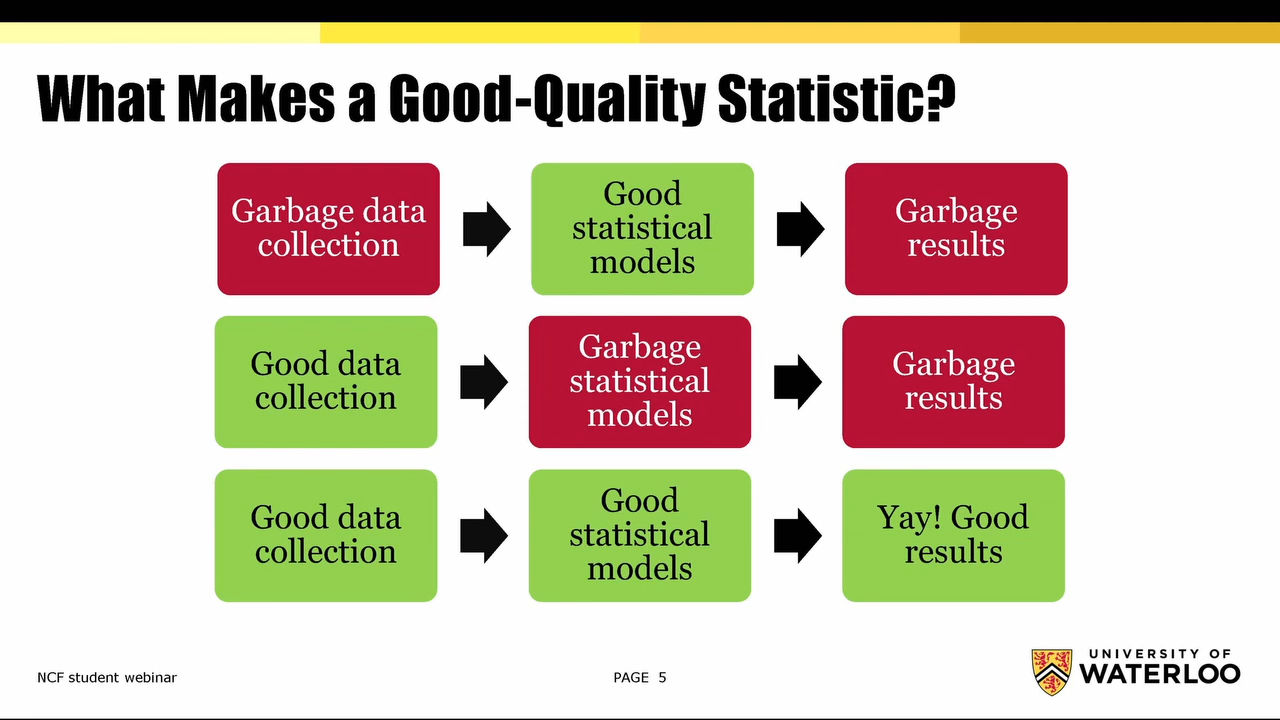 What Makes a Good-Quality Statistic?
Garbage data
collection
Good
statistical
models
Garbage
results
Good data
collection
Garbage
statistical
models
Garbage
results
Good data
collection
Good
statistical
models
Yay! Good
results
NCF student webinar
PAGE 5
UNIVERSITY OF
WATERLOO